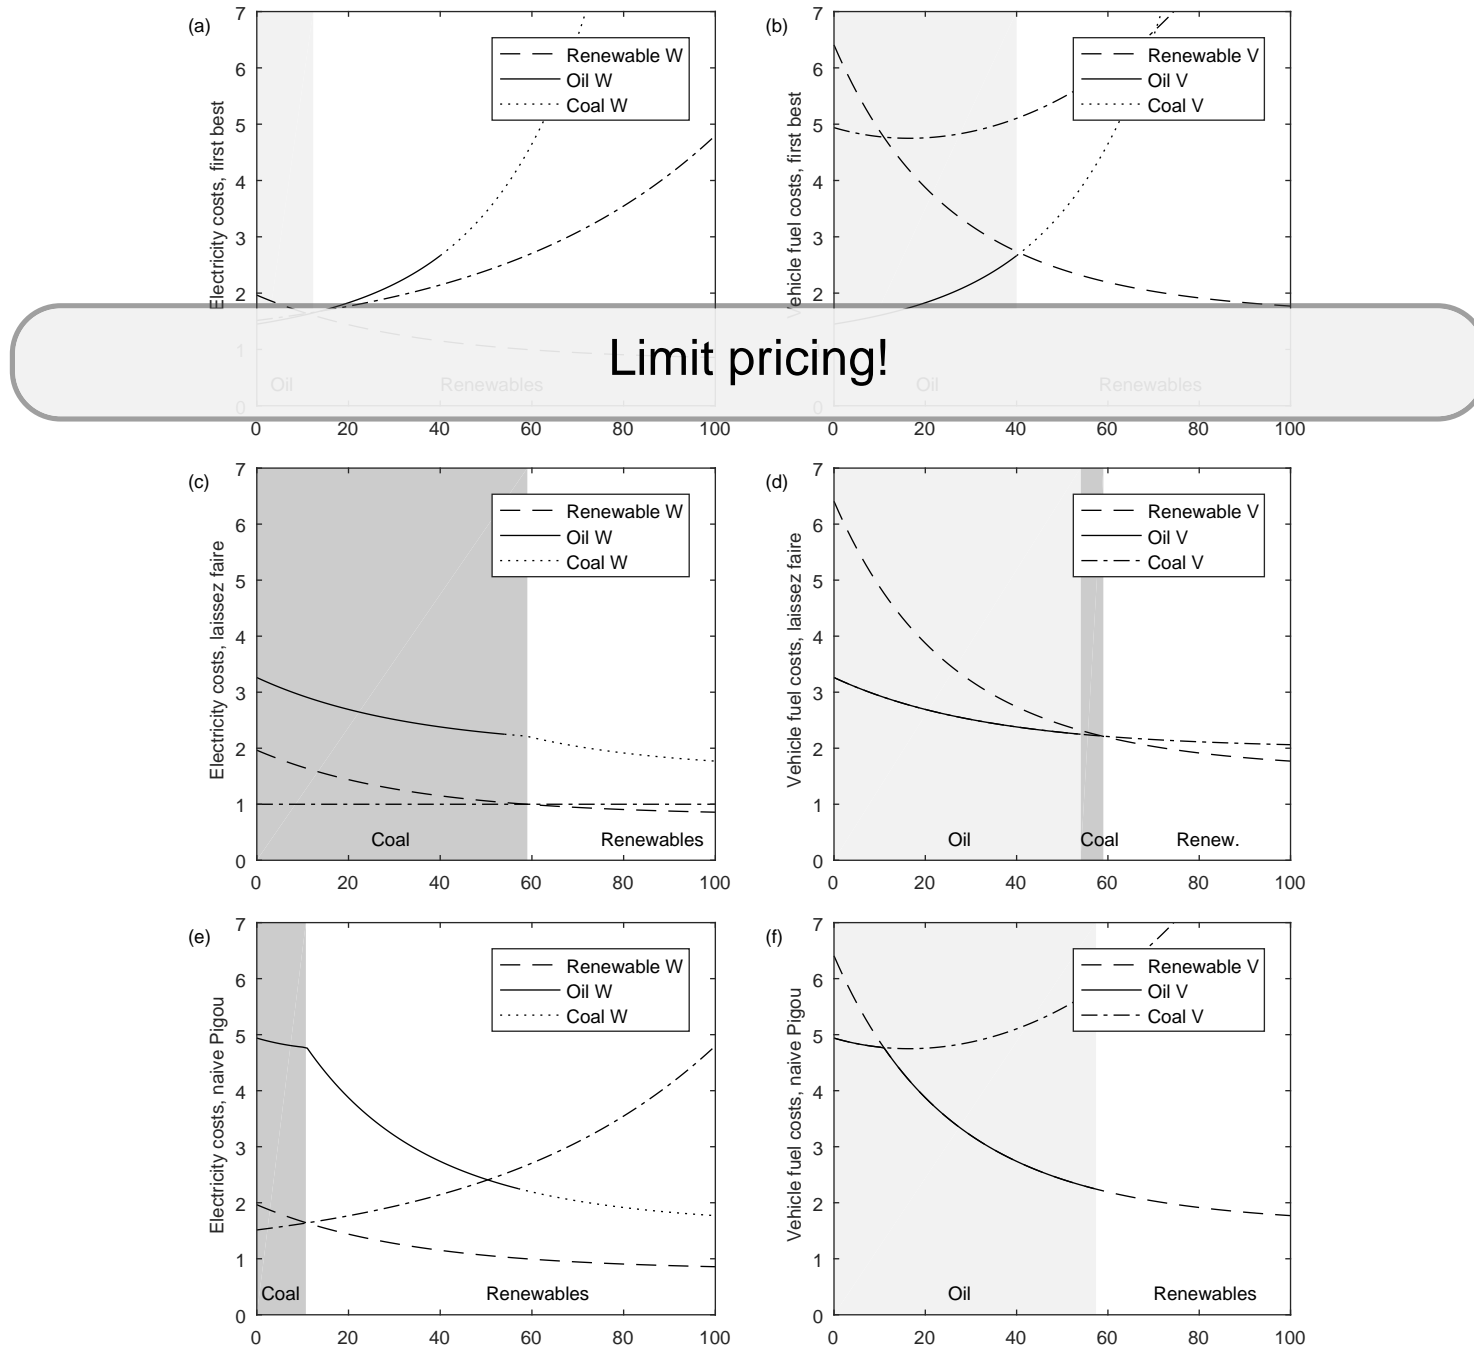 (a)
Electricity costs, first best
7
6
5
4
3
2
1
0
Renewable W
Oil W
Coal W
Oil
Renewables
0 20 40 60 80 100
(b)
Vehicle fuel costs, first best
7
6
5
4
3
2
1
0
Renewable V
Oil V
Coal V
Oil
Renewables
0 20 40 60 80 100
Limit pricing!
(c)
Electricity costs, laissez faire
7
6
5
4
3
2
1
0
Renewable W
Oil W
Coal W
Coal
Renewables
0 20 40 60 80 100
(d)
Vehicle fuel costs, laissez faire
7
6
5
4
3
2
1
0
Renewable V
Oil V
Coal V
Oil
Coal
Renew.
0 20 40 60 80 100
(e)
Electricity costs, naive Pigou
7
6
5
4
3
2
1
0
Renewable W
Oil W
Coal W
Coal
Renewables
0 20 40 60 80 100
(f)
Vehicle fuel costs, naive Pigou
7
6
5
4
3
2
1
0
Renewable V
Oil V
Coal V
Oil
Renewables
0 20 40 60 80 100